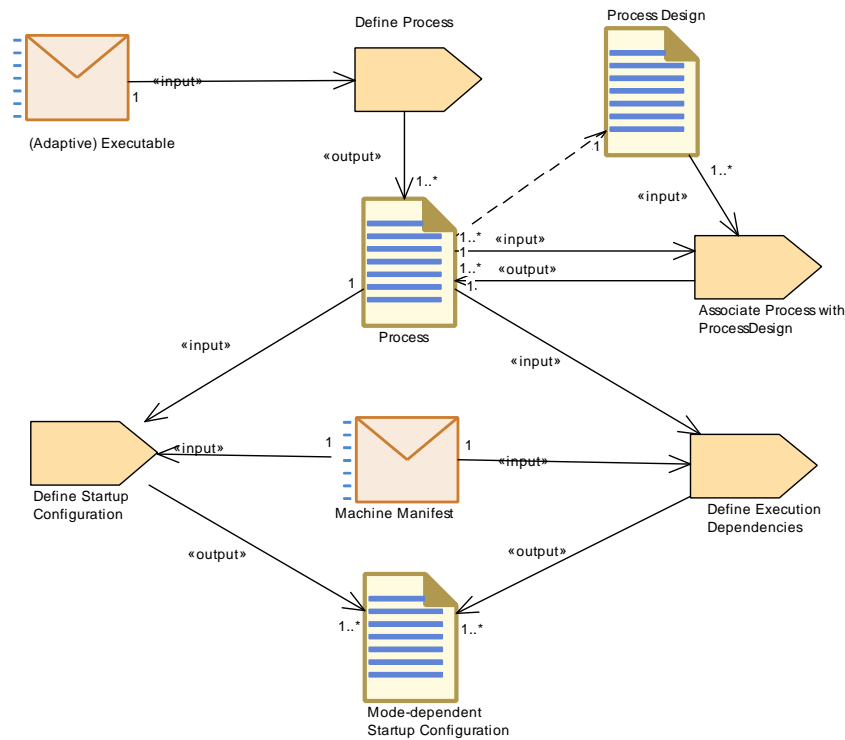 Define Process
Process Design
«input»
1
(Adaptive) Executable
«output»
1..*
1
1..*
«input»
1..*
1
«input»
1..*
«output»
1.
1
Associate Process with
ProcessDesign
Process
«input»
«input»
1
«input»
1
«input»
Define Startup
Configuration
Machine Manifest
Define Execution
Dependencies
«output»
«output»
1..*
1..*
Mode-dependent
Startup Configuration